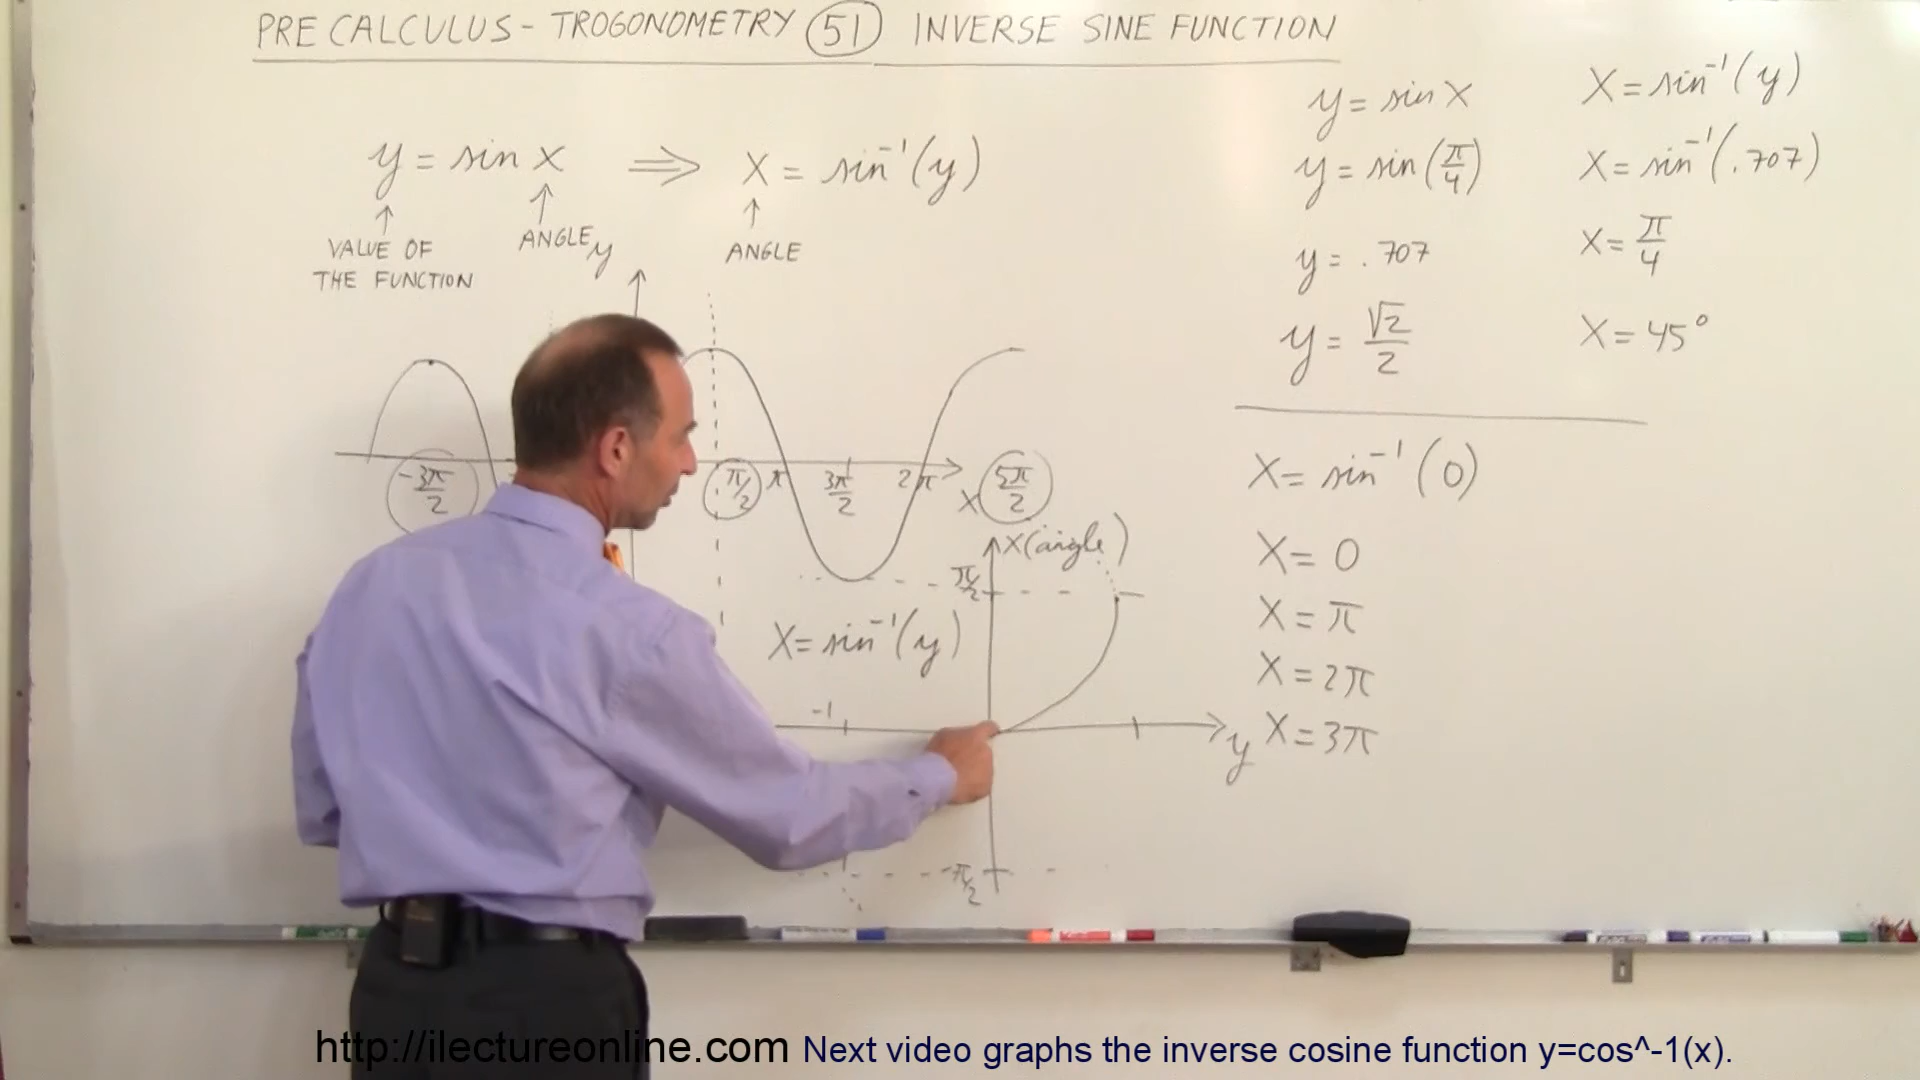 PRE CALCULUS - TROGONOMETRY 51 INVERSE SINE FUNCTION
y = sin x ⇒ x = sin⁻¹(y)
↑ ↑ ↑
VALUE OF THE FUNCTION
ANGLE
ANGLE
y
-3π/2
π/2
π
3π/2
2π
x
5π/2
x(angle)
π/2
x = sin⁻¹(y)
-1
y
-π/2
y = sin x
y = sin(π/4)
y = .707
y = √2/2
x = sin⁻¹(y)
x = sin⁻¹(.707)
x = π/4
x = 45°
x = sin⁻¹(0)
x = 0
x = π
x = 2π
x = 3π
http://ilectureonline.com Next video graphs the inverse cosine function y=cos^-1(x).